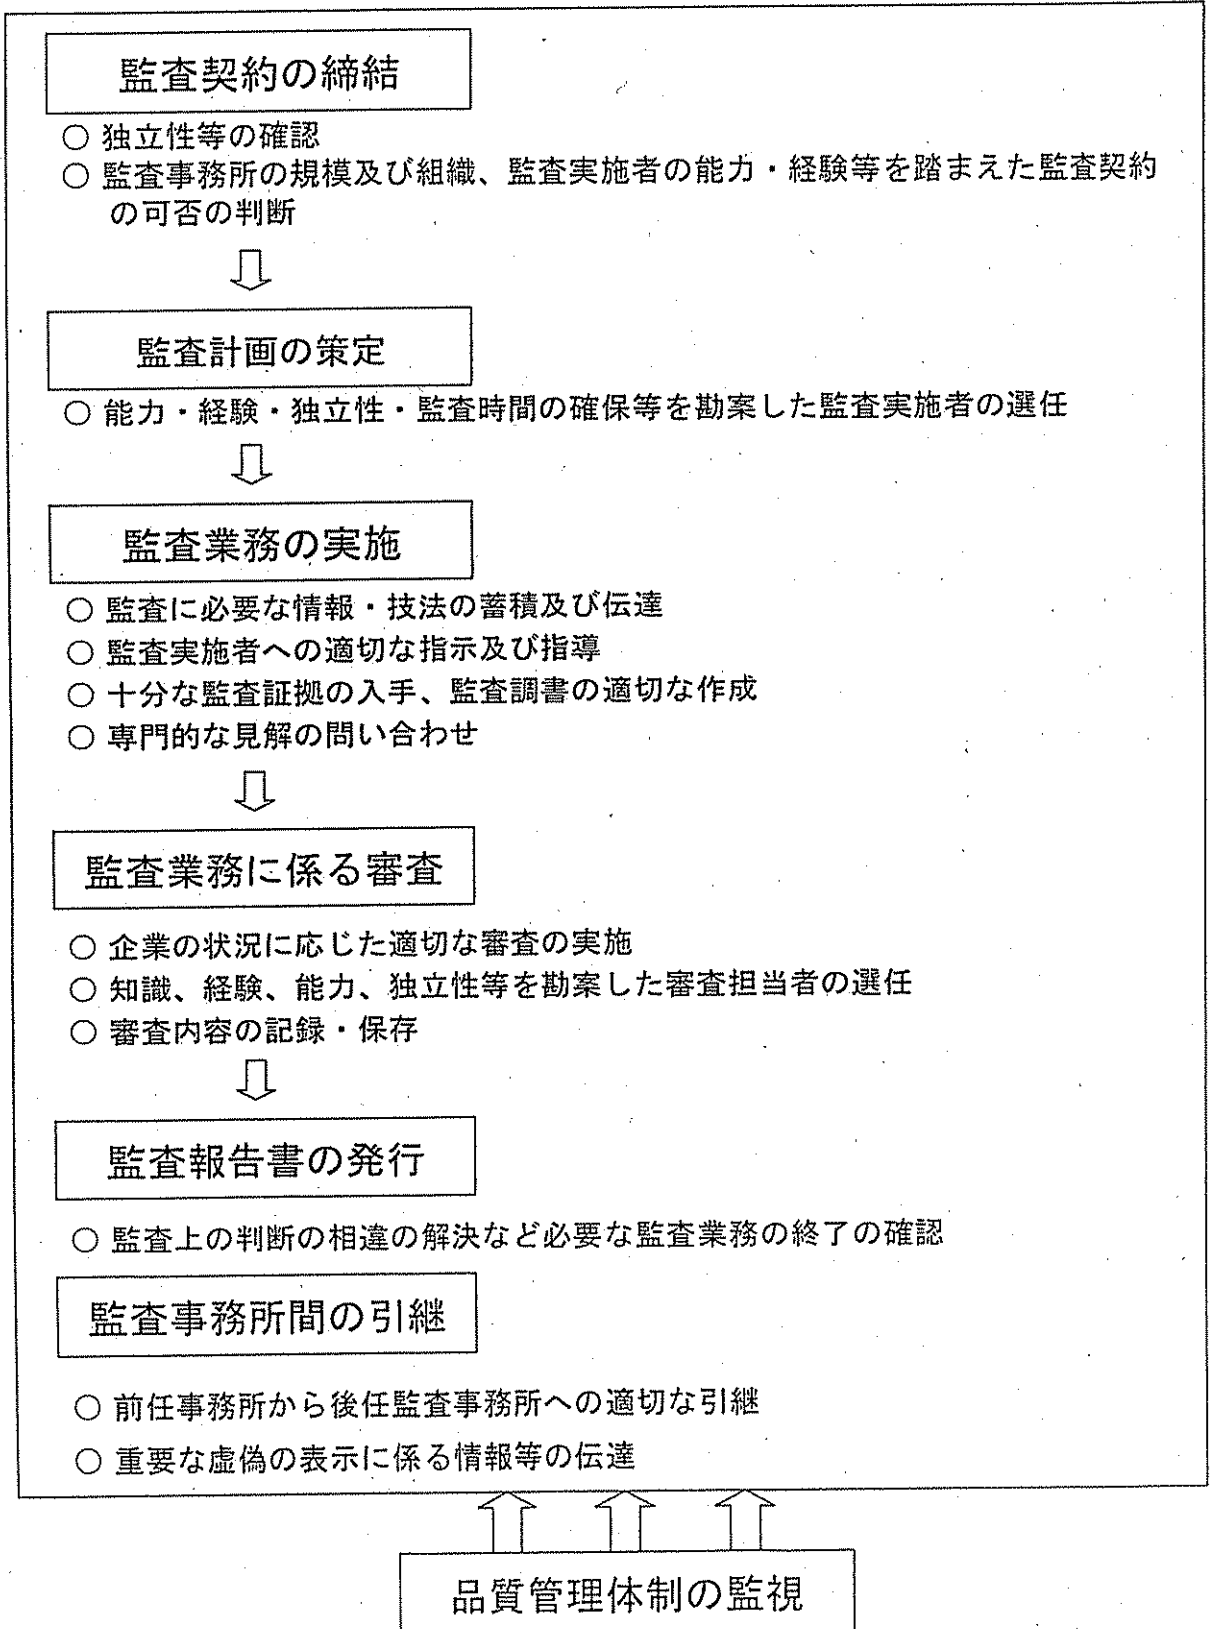 監査契約の締結
○ 独立性等の確認
○ 監査事務所の規模及び組織、監査実施者の能力・経験等を踏まえた監査契約
の可否の判断
監査計画の策定
○ 能力・経験・独立性・監査時間の確保等を勘案した監査実施者の選任
監査業務の実施
○ 監査に必要な情報・技法の蓄積及び伝達
○ 監査実施者への適切な指示及び指導
○ 十分な監査証拠の入手、監査調書の適切な作成
○ 専門的な見解の問い合わせ
監査業務に係る審査
○ 企業の状況に応じた適切な審査の実施
○ 知識、経験、能力、独立性等を勘案した審査担当者の選任
○ 審査内容の記録・保存
監査報告書の発行
○ 監査上の判断の相違の解決など必要な監査業務の終了の確認
監査事務所間の引継
○ 前任事務所から後任監査事務所への適切な引継
○ 重要な虚偽の表示に係る情報等の伝達
品質管理体制の監視